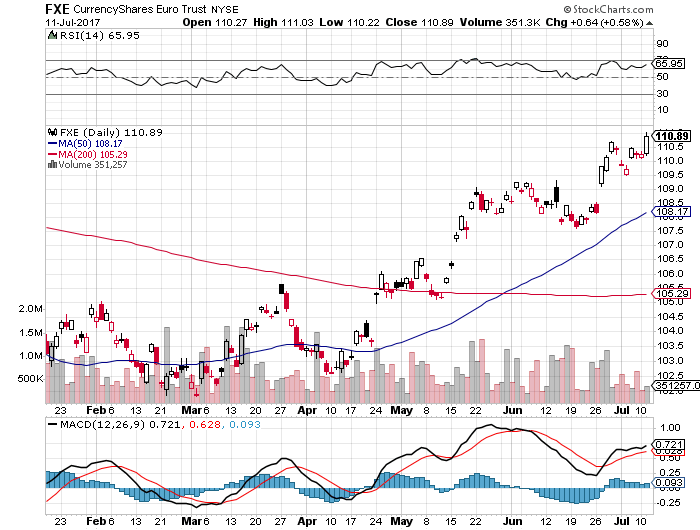 FXE CurrencyShares Euro Trust NYSE © StockCharts.com
11-Jul-2017 Open 110.27 High 111.03 Low 110.22 Close 110.89 Volume 351.3K Chg +0.64 (+0.58%)
RSI(14) 65.95
90
70
65.95
50
30
10
FXE (Daily) 110.89
MA(50) 108.17
MA(200) 105.29
Volume 351,257
110.89
110.5
110.0
109.5
109.0
108.5
108.17
107.5
107.0
106.5
106.0
105.5
105.29
105.0
2.0M 104.5
1.5M 104.0
103.5
1.0M 103.0
500K 102.5
351257.0
102.0
23 Feb 6 13 21 27 Mar 6 13 20 27 Apr 10 17 24 May 8 15 22 Jun 12 19 26 Jul 10
MACD(12,26,9) 0.721, 0.628, 0.093
1.00
0.721
0.628
0.50
0.25
0.093
-0.25
23 Feb 6 13 21 27 Mar 6 13 20 27 Apr 10 17 24 May 8 15 22 Jun 12 19 26 Jul 10